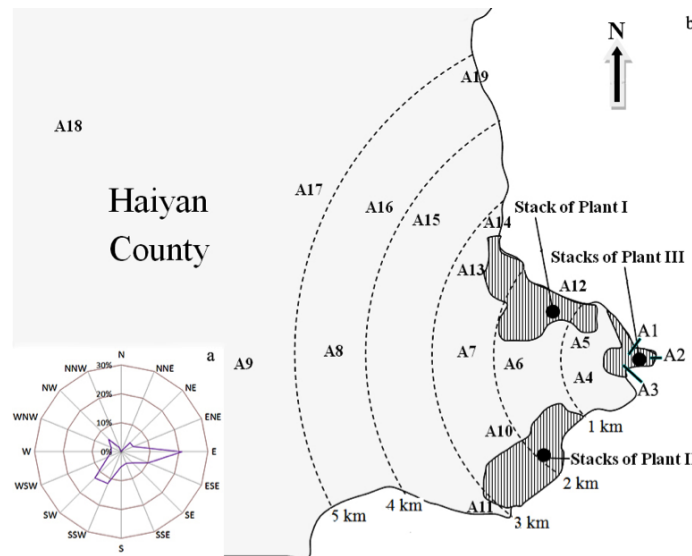 b
N
A19
A18
A17
A16
A15
Haiyan
County
Stack of Plant I
A14
Stacks of Plant III
A13
A12
A1
A2
A3
A5
A4
A6
A7
A8
A9
A10
1 km
Stacks of Plant II
2 km
A11
3 km
4 km
5 km
a
N
30%
NNW
NNE
NW
20%
NE
WNW
10%
ENE
W
0%
E
WSW
ESE
SW
SE
SSW
SSE
S